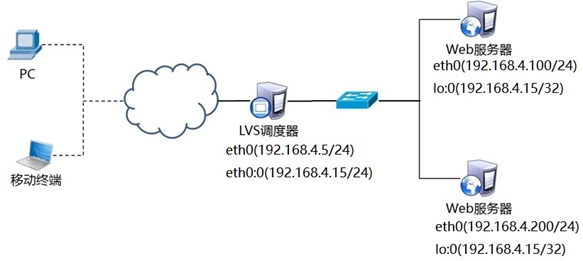 PC
移动终端
LVS调度器
eth0(192.168.4.5/24)
eth0:0(192.168.4.15/24)
Web服务器
eth0(192.168.4.100/24)
lo:0(192.168.4.15/32)
Web服务器
eth0(192.168.4.200/24)
lo:0(192.168.4.15/32)